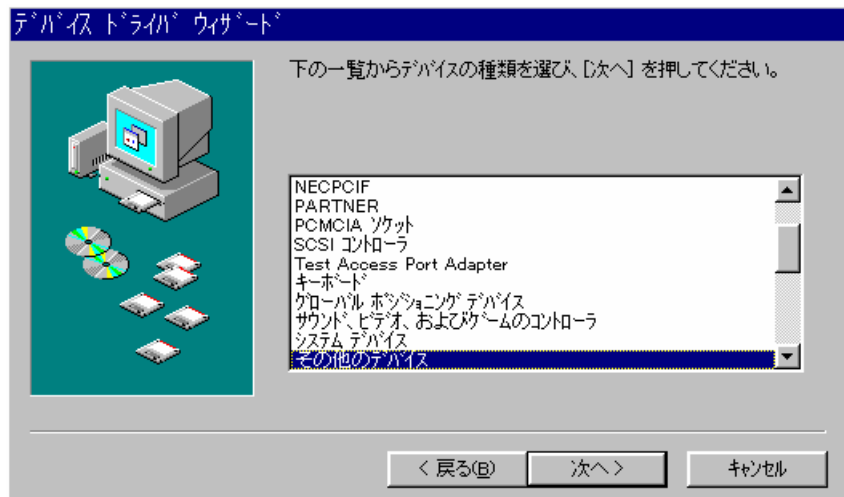 ﾃﾞﾊﾞｲｽ ﾄﾞﾗｲﾊﾞ ｳｨｻﾞｰﾄﾞ
下の一覧からﾃﾞﾊﾞｲｽの種類を選び、[次へ] を押してください。
NECPCIF
PARTNER
PCMCIA ｿｹｯﾄ
SCSI ｺﾝﾄﾛｰﾗ
Test Access Port Adapter
ｷｰﾎﾞｰﾄﾞ
ｸﾞﾛｰﾊﾞﾙ ﾎﾟｼﾞｼｮﾆﾝｸﾞ ﾃﾞﾊﾞｲｽ
ｻｳﾝﾄﾞ、ﾋﾞﾃﾞｵ、およびｹﾞｰﾑのｺﾝﾄﾛｰﾗ
ｼｽﾃﾑ ﾃﾞﾊﾞｲｽ
その他のﾃﾞﾊﾞｲｽ
< 戻る(B)
次へ >
ｷｬﾝｾﾙ